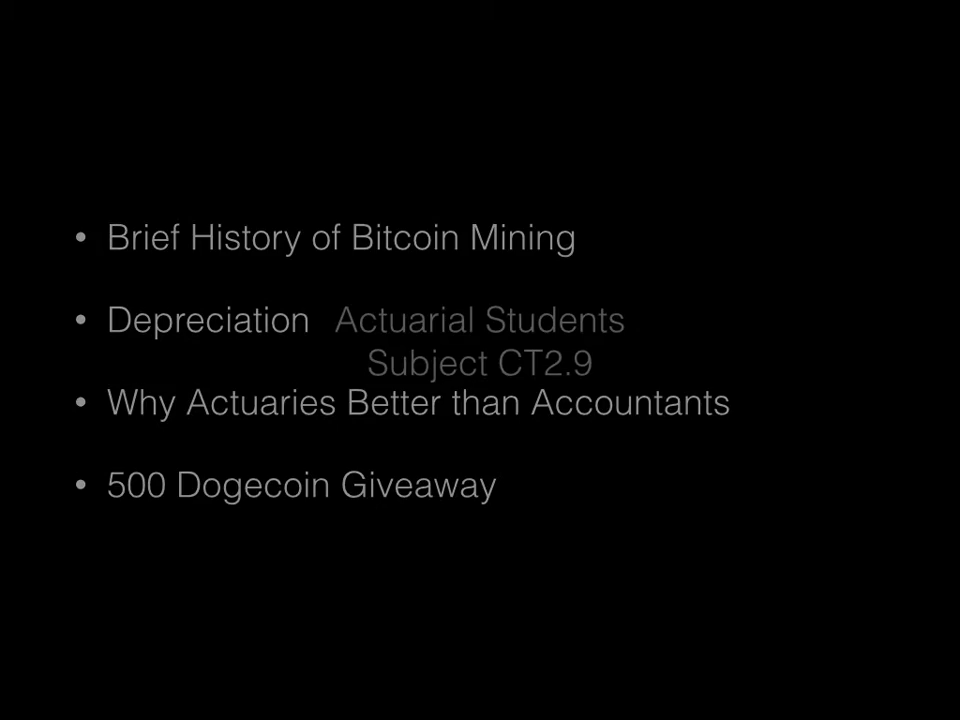 • Brief History of Bitcoin Mining
• Depreciation
Actuarial Students
Subject CT2.9
• Why Actuaries Better than Accountants
• 500 Dogecoin Giveaway